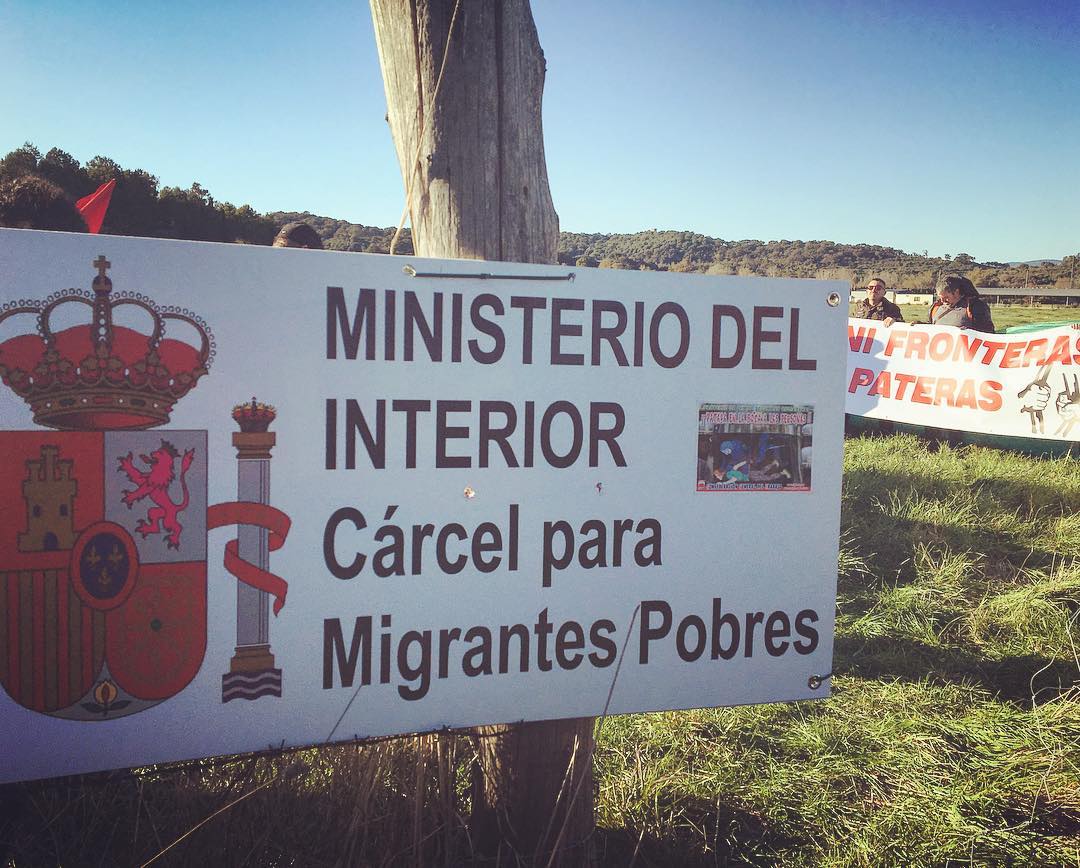 MINISTERIO DEL
INTERIOR
Cárcel para
Migrantes Pobres
NI FRONTERAS
PATERAS